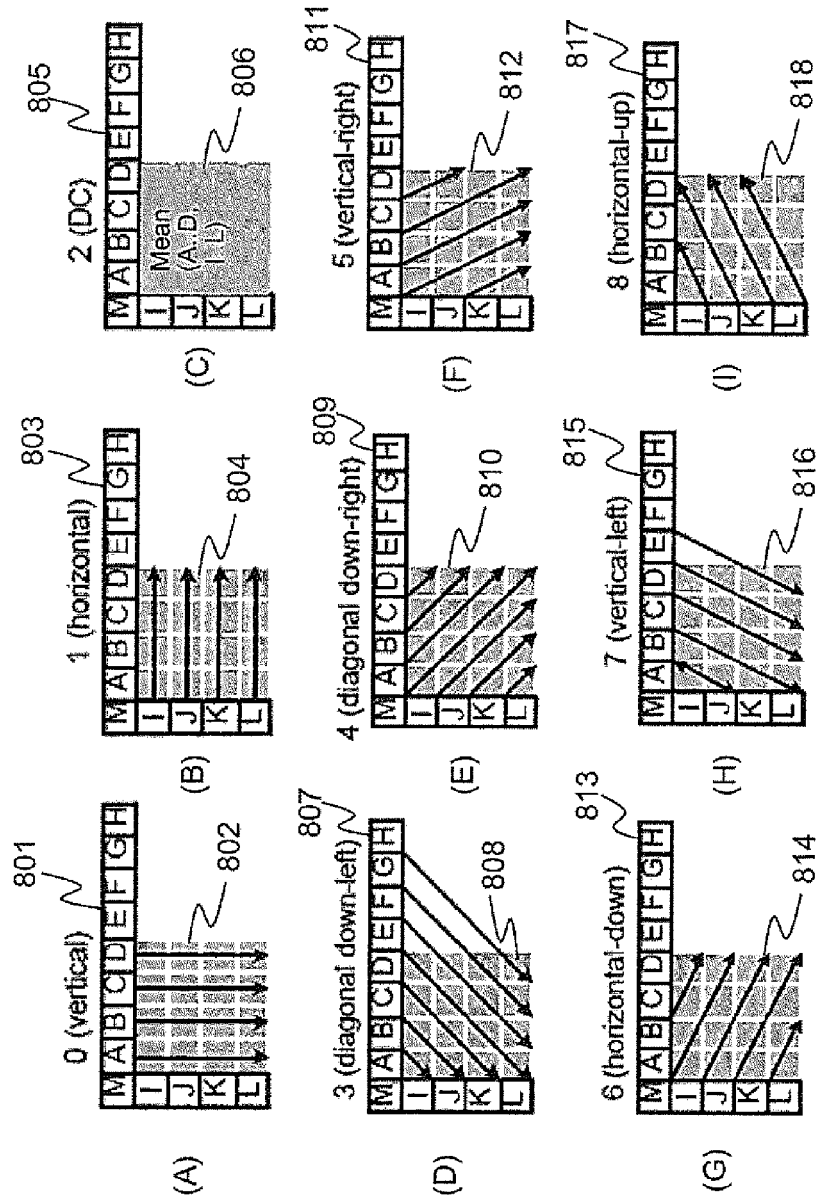 (A)
0 (vertical)
801
M A B C D E F G H
I
J
K
L
802
(B)
1 (horizontal)
803
M A B C D E F G H
I
J
K
L
804
(C)
2 (DC)
805
M A B C D E F G H
I
J
K
L
Mean
(A..D,
I..L)
806
(D)
3 (diagonal down-left)
807
M A B C D E F G H
I
J
K
L
808
(E)
4 (diagonal down-right)
809
M A B C D E F G H
I
J
K
L
810
(F)
5 (vertical-right)
811
M A B C D E F G H
I
J
K
L
812
(G)
6 (horizontal-down)
813
M A B C D E F G H
I
J
K
L
814
(H)
7 (vertical-left)
815
M A B C D E F G H
I
J
K
L
816
(I)
8 (horizontal-up)
817
M A B C D E F G H
I
J
K
L
818